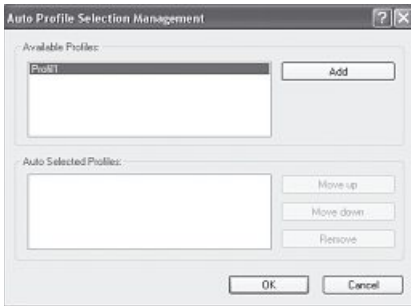 Auto Profile Selection Management
Available Profiles:
Profil1
Add
Auto Selected Profiles:
Move up
Move down
Remove
OK
Cancel